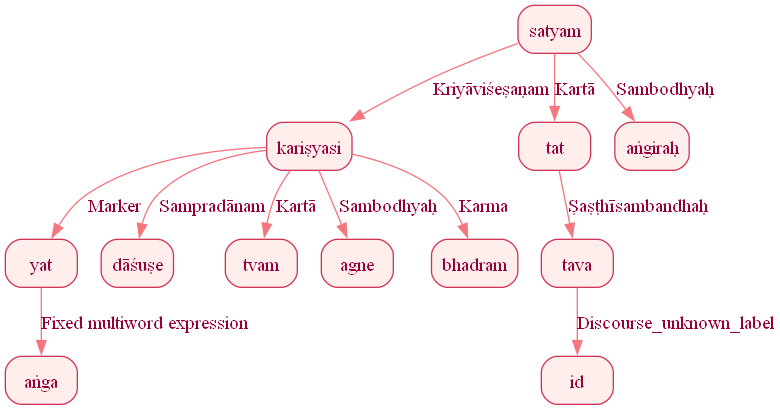 satyam
Kriyāviśeṣaṇam Kartā Sambodhyaḥ
kariṣyasi tat aṅgiraḥ
Marker Sampradānam Kartā Sambodhyaḥ Karma Ṣaṣṭhīsambandhaḥ
yat dāśuṣe tvam agne bhadram tava
Fixed multiword expression Discourse_unknown_label
aṅga id